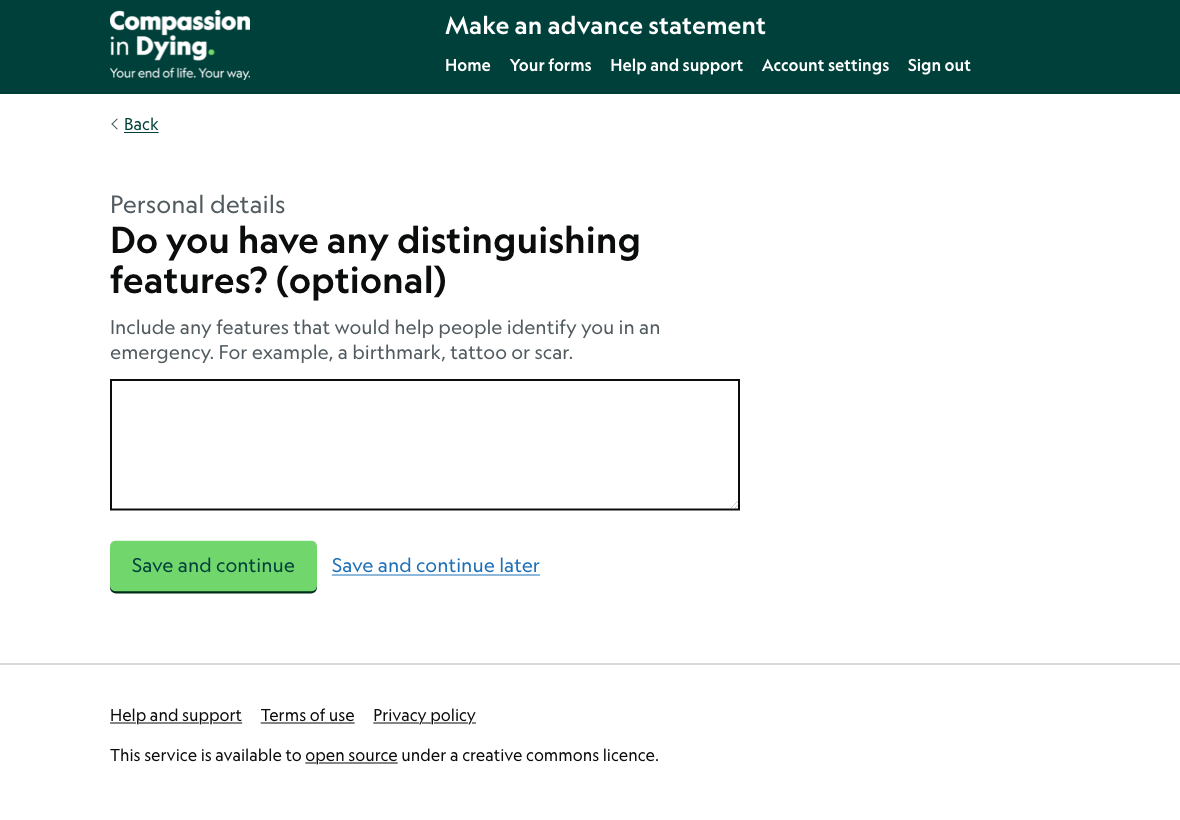 Compassion
in Dying.
Your end of life. Your way.
Make an advance statement
Home Your forms Help and support Account settings Sign out
Back
Personal details
Do you have any distinguishing
features? (optional)
Include any features that would help people identify you in an
emergency. For example, a birthmark, tattoo or scar.
Save and continue Save and continue later
Help and support Terms of use Privacy policy
This service is available to open source under a creative commons licence.